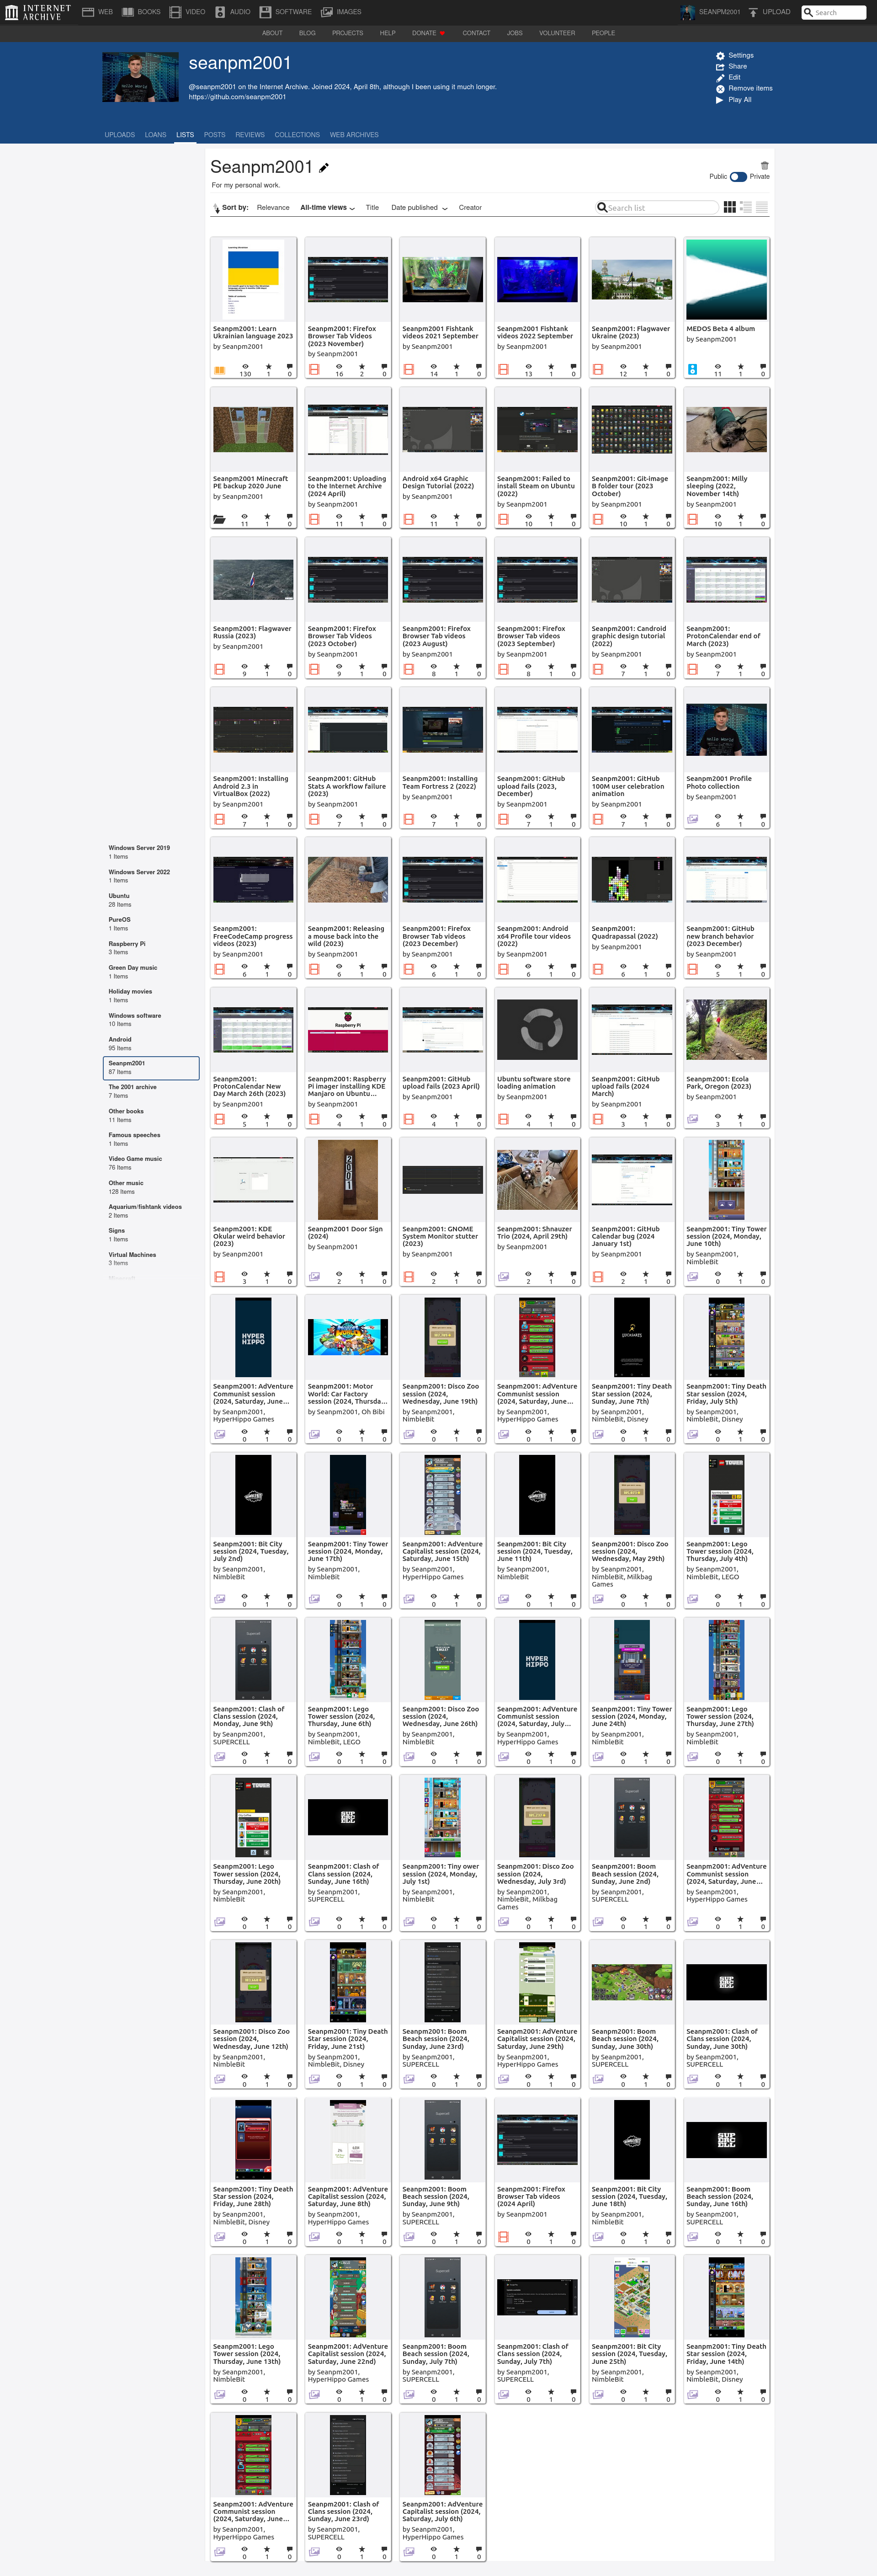 INTERNET ARCHIVE
WEB BOOKS VIDEO AUDIO SOFTWARE IMAGES SEANPM2001 UPLOAD Search
ABOUT BLOG PROJECTS HELP DONATE CONTACT JOBS VOLUNTEER PEOPLE
seanpm2001
@seanpm2001 on the Internet Archive. Joined 2024, April 8th, although I been using it much longer.
https://github.com/seanpm2001
Settings
Share
Edit
Remove items
Play All
UPLOADS LOANS LISTS POSTS REVIEWS COLLECTIONS WEB ARCHIVES
Seanpm2001
For my personal work.
Public Private
Sort by: Relevance All-time views Title Date published Creator Search list
Seanpm2001: Learn Ukrainian language 2023
by Seanpm2001
130 1 0
Seanpm2001: Firefox Browser Tab Videos (2023 November)
by Seanpm2001
16 2 0
Seanpm2001 Fishtank videos 2021 September
by Seanpm2001
14 1 0
Seanpm2001 Fishtank videos 2022 September
by Seanpm2001
13 1 0
Seanpm2001: Flagwaver Ukraine (2023)
by Seanpm2001
12 1 0
MEDOS Beta 4 album
by Seanpm2001
11 1 0
Seanpm2001 Minecraft PE backup 2020 June
by Seanpm2001
11 1 0
Seanpm2001: Uploading to the Internet Archive (2024 April)
by Seanpm2001
11 1 0
Android x64 Graphic Design Tutorial (2022)
by Seanpm2001
11 1 0
Seanpm2001: Failed to install Steam on Ubuntu (2022)
by Seanpm2001
10 1 0
Seanpm2001: Git-image B folder tour (2023 October)
by Seanpm2001
10 1 0
Seanpm2001: Milly sleeping (2022, November 14th)
by Seanpm2001
10 1 0
Seanpm2001: Flagwaver Russia (2023)
by Seanpm2001
9 1 0
Seanpm2001: Firefox Browser Tab Videos (2023 October)
by Seanpm2001
9 1 0
Seanpm2001: Firefox Browser Tab videos (2023 August)
by Seanpm2001
8 1 0
Seanpm2001: Firefox Browser Tab videos (2023 September)
by Seanpm2001
8 1 0
Seanpm2001: Candroid graphic design tutorial (2022)
by Seanpm2001
7 1 0
Seanpm2001: ProtonCalendar end of March (2023)
by Seanpm2001
7 1 0
Seanpm2001: Installing Android 2.3 in VirtualBox (2022)
by Seanpm2001
7 1 0
Seanpm2001: GitHub Stats A workflow failure (2023)
by Seanpm2001
7 1 0
Seanpm2001: Installing Team Fortress 2 (2022)
by Seanpm2001
7 1 0
Seanpm2001: GitHub upload fails (2023, December)
by Seanpm2001
7 1 0
Seanpm2001: GitHub 100M user celebration animation
by Seanpm2001
7 1 0
Seanpm2001 Profile Photo collection
by Seanpm2001
6 1 0
Windows Server 2019
1 Items
Windows Server 2022
1 Items
Ubuntu
28 Items
PureOS
1 Items
Raspberry Pi
3 Items
Green Day music
1 Items
Holiday movies
1 Items
Windows software
10 Items
Android
95 Items
Seanpm2001
87 Items
The 2001 archive
7 Items
Other books
11 Items
Famous speeches
1 Items
Video Game music
76 Items
Other music
128 Items
Aquarium/fishtank videos
2 Items
Signs
1 Items
Virtual Machines
3 Items
Seanpm2001: FreeCodeCamp progress videos (2023)
by Seanpm2001
6 1 0
Seanpm2001: Releasing a mouse back into the wild (2023)
by Seanpm2001
6 1 0
Seanpm2001: Firefox Browser Tab videos (2023 December)
by Seanpm2001
6 1 0
Seanpm2001: Android x64 Profile tour videos (2022)
by Seanpm2001
6 1 0
Seanpm2001: Quadrapassal (2022)
by Seanpm2001
6 1 0
Seanpm2001: GitHub new branch behavior (2023 December)
by Seanpm2001
5 1 0
Seanpm2001: ProtonCalendar New Day March 26th (2023)
by Seanpm2001
5 1 0
Raspberry Pi
Seanpm2001: Raspberry Pi imager installing KDE Manjaro on Ubuntu...
by Seanpm2001
4 1 0
Seanpm2001: GitHub upload fails (2023 April)
by Seanpm2001
4 1 0
Ubuntu software store loading animation
by Seanpm2001
4 1 0
Seanpm2001: GitHub upload fails (2024 March)
by Seanpm2001
3 1 0
Seanpm2001: Ecola Park, Oregon (2023)
by Seanpm2001
3 1 0
Seanpm2001: KDE Okular weird behavior (2023)
by Seanpm2001
3 1 0
2001
Seanpm2001 Door Sign (2024)
by Seanpm2001
2 1 0
Seanpm2001: GNOME System Monitor stutter (2023)
by Seanpm2001
2 1 0
Seanpm2001: Shnauzer Trio (2024, April 29th)
by Seanpm2001
2 1 0
Seanpm2001: GitHub Calendar bug (2024 January 1st)
by Seanpm2001
2 1 0
Seanpm2001: Tiny Tower session (2024, Monday, June 10th)
by Seanpm2001, NimbleBit
0 1 0
HYPER HIPPO
Seanpm2001: AdVenture Communist session (2024, Saturday, June...
by Seanpm2001, HyperHippo Games
0 1 0
Seanpm2001: Motor World: Car Factory session (2024, Thursda...
by Seanpm2001, Oh Bibi
0 1 0
Seanpm2001: Disco Zoo session (2024, Wednesday, June 19th)
by Seanpm2001, NimbleBit
0 1 0
Seanpm2001: AdVenture Communist session (2024, Saturday, June...
by Seanpm2001, HyperHippo Games
0 1 0
Seanpm2001: Tiny Death Star session (2024, Sunday, June 7th)
by Seanpm2001, NimbleBit, Disney
0 1 0
Seanpm2001: Tiny Death Star session (2024, Friday, July 5th)
by Seanpm2001, NimbleBit, Disney
0 1 0
Seanpm2001: Bit City session (2024, Tuesday, July 2nd)
by Seanpm2001, NimbleBit
0 1 0
Seanpm2001: Tiny Tower session (2024, Monday, June 17th)
by Seanpm2001, NimbleBit
0 1 0
Seanpm2001: AdVenture Capitalist session (2024, Saturday, June 15th)
by Seanpm2001, HyperHippo Games
0 1 0
Seanpm2001: Bit City session (2024, Tuesday, June 11th)
by Seanpm2001, NimbleBit
0 1 0
Seanpm2001: Disco Zoo session (2024, Wednesday, May 29th)
by Seanpm2001, NimbleBit, Milkbag Games
0 1 0
TOWER
Seanpm2001: Lego Tower session (2024, Thursday, July 4th)
by Seanpm2001, NimbleBit, LEGO
0 1 0
Seanpm2001: Clash of Clans session (2024, Monday, June 9th)
by Seanpm2001, SUPERCELL
0 1 0
Seanpm2001: Lego Tower session (2024, Thursday, June 6th)
by Seanpm2001, NimbleBit, LEGO
0 1 0
Seanpm2001: Disco Zoo session (2024, Wednesday, June 26th)
by Seanpm2001, NimbleBit
0 1 0
HYPER HIPPO
Seanpm2001: AdVenture Communist session (2024, Saturday, July...
by Seanpm2001, HyperHippo Games
0 1 0
Seanpm2001: Tiny Tower session (2024, Monday, June 24th)
by Seanpm2001, NimbleBit
0 1 0
Seanpm2001: Lego Tower session (2024, Thursday, June 27th)
by Seanpm2001, NimbleBit
0 1 0
TOWER
Seanpm2001: Lego Tower session (2024, Thursday, June 20th)
by Seanpm2001, NimbleBit
0 1 0
SUPERCELL
Seanpm2001: Clash of Clans session (2024, Sunday, June 16th)
by Seanpm2001, SUPERCELL
0 1 0
Seanpm2001: Tiny ower session (2024, Monday, July 1st)
by Seanpm2001, NimbleBit
0 1 0
Seanpm2001: Disco Zoo session (2024, Wednesday, July 3rd)
by Seanpm2001, NimbleBit, Milkbag Games
0 1 0
Seanpm2001: Boom Beach session (2024, Sunday, June 2nd)
by Seanpm2001, SUPERCELL
0 1 0
Seanpm2001: AdVenture Communist session (2024, Saturday, June...
by Seanpm2001, HyperHippo Games
0 1 0
Seanpm2001: Disco Zoo session (2024, Wednesday, June 12th)
by Seanpm2001, NimbleBit
0 1 0
Seanpm2001: Tiny Death Star session (2024, Friday, June 21st)
by Seanpm2001, NimbleBit, Disney
0 1 0
Seanpm2001: Boom Beach session (2024, Sunday, June 23rd)
by Seanpm2001, SUPERCELL
0 1 0
Seanpm2001: AdVenture Capitalist session (2024, Saturday, June 29th)
by Seanpm2001, HyperHippo Games
0 1 0
Seanpm2001: Boom Beach session (2024, Sunday, June 30th)
by Seanpm2001, SUPERCELL
0 1 0
SUPERCELL
Seanpm2001: Clash of Clans session (2024, Sunday, June 30th)
by Seanpm2001, SUPERCELL
0 1 0
Seanpm2001: Tiny Death Star session (2024, Friday, June 28th)
by Seanpm2001, NimbleBit, Disney
0 1 0
Seanpm2001: AdVenture Capitalist session (2024, Saturday, June 8th)
by Seanpm2001, HyperHippo Games
0 1 0
Seanpm2001: Boom Beach session (2024, Sunday, June 9th)
by Seanpm2001, SUPERCELL
0 1 0
Seanpm2001: Firefox Browser Tab videos (2024 April)
by Seanpm2001
0 1 0
Seanpm2001: Bit City session (2024, Tuesday, June 18th)
by Seanpm2001, NimbleBit
0 1 0
SUPERCELL
Seanpm2001: Boom Beach session (2024, Sunday, June 16th)
by Seanpm2001, SUPERCELL
0 1 0
Seanpm2001: Lego Tower session (2024, Thursday, June 13th)
by Seanpm2001, NimbleBit
0 1 0
Seanpm2001: AdVenture Capitalist session (2024, Saturday, June 22nd)
by Seanpm2001, HyperHippo Games
0 1 0
Seanpm2001: Boom Beach session (2024, Sunday, July 7th)
by Seanpm2001, SUPERCELL
0 1 0
Seanpm2001: Clash of Clans session (2024, Sunday, July 7th)
by Seanpm2001, SUPERCELL
0 1 0
Seanpm2001: Bit City session (2024, Tuesday, June 25th)
by Seanpm2001, NimbleBit
0 1 0
Seanpm2001: Tiny Death Star session (2024, Friday, June 14th)
by Seanpm2001, NimbleBit, Disney
0 1 0
Seanpm2001: AdVenture Communist session (2024, Saturday, June...
by Seanpm2001, HyperHippo Games
0 1 0
Seanpm2001: Clash of Clans session (2024, Sunday, June 23rd)
by Seanpm2001, SUPERCELL
0 1 0
Seanpm2001: AdVenture Capitalist session (2024, Saturday, July 6th)
by Seanpm2001, HyperHippo Games
0 1 0